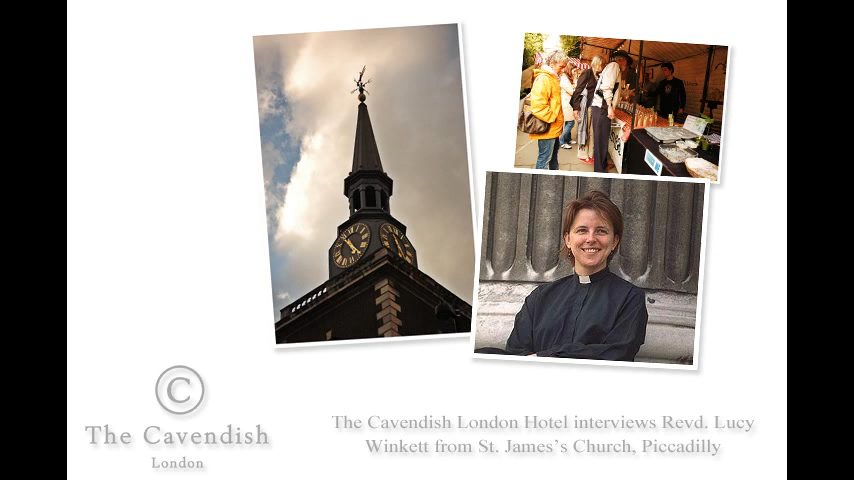 ©
The Cavendish
London
The Cavendish London Hotel interviews Revd. Lucy
Winkett from St. James's Church, Piccadilly